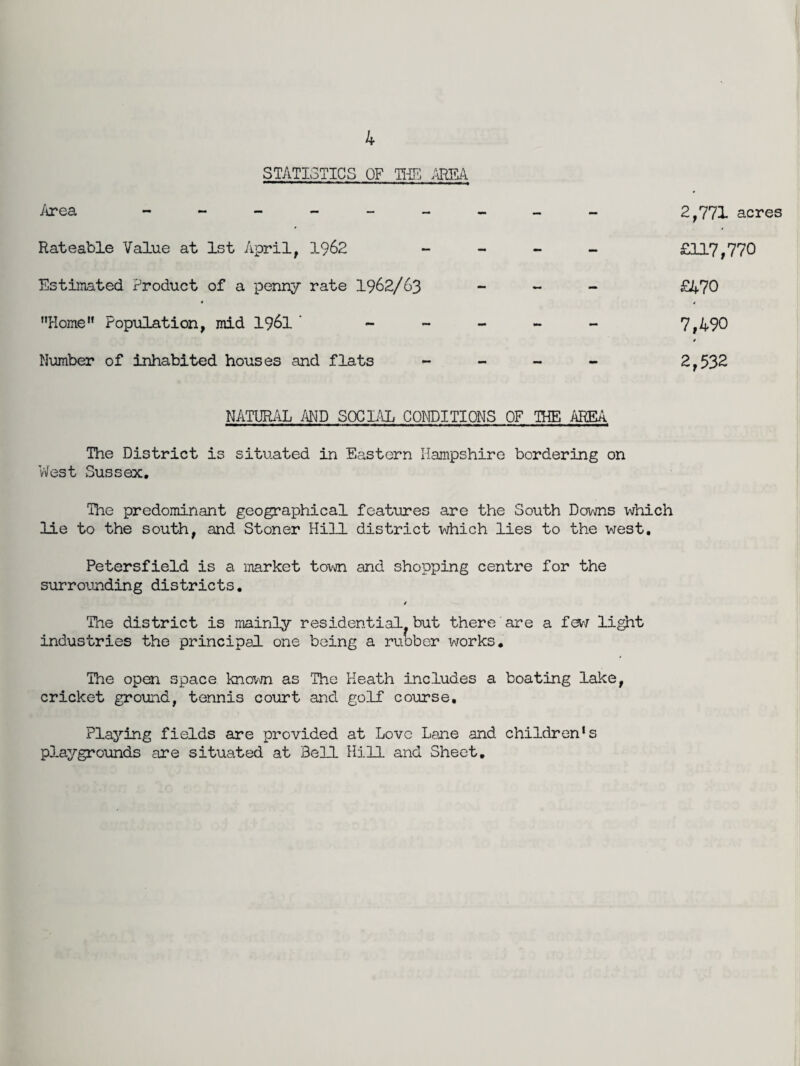 4
STATISTICS OF THE AREA
Area - - - - - - - - - 2,771 acres
Rateable Value at 1st April, 1962 - - - - £117,770
Estimated Product of a penny rate 1962/63 - - - £470
"Home" Population, mid 1961 - - - - - 7,490
Number of inhabited houses and flats - - - - 2,532
NATURAL AND SOCIAL CONDITIONS OF THE AREA
The District is situated in Eastern Hampshire bordering on
West Sussex.
The predominant geographical features are the South Downs which
lie to the south, and Stoner Hill district which lies to the west.
Petersfield is a market town and shopping centre for the
surrounding districts.
The district is mainly residential, but there are a few light
industries the principal one being a rubber works.
The open space known as The Heath includes a boating lake,
cricket ground, tennis court and golf course.
Playing fields are provided at Love Lane and children's
playgrounds are situated at Bell Hill and Sheet.